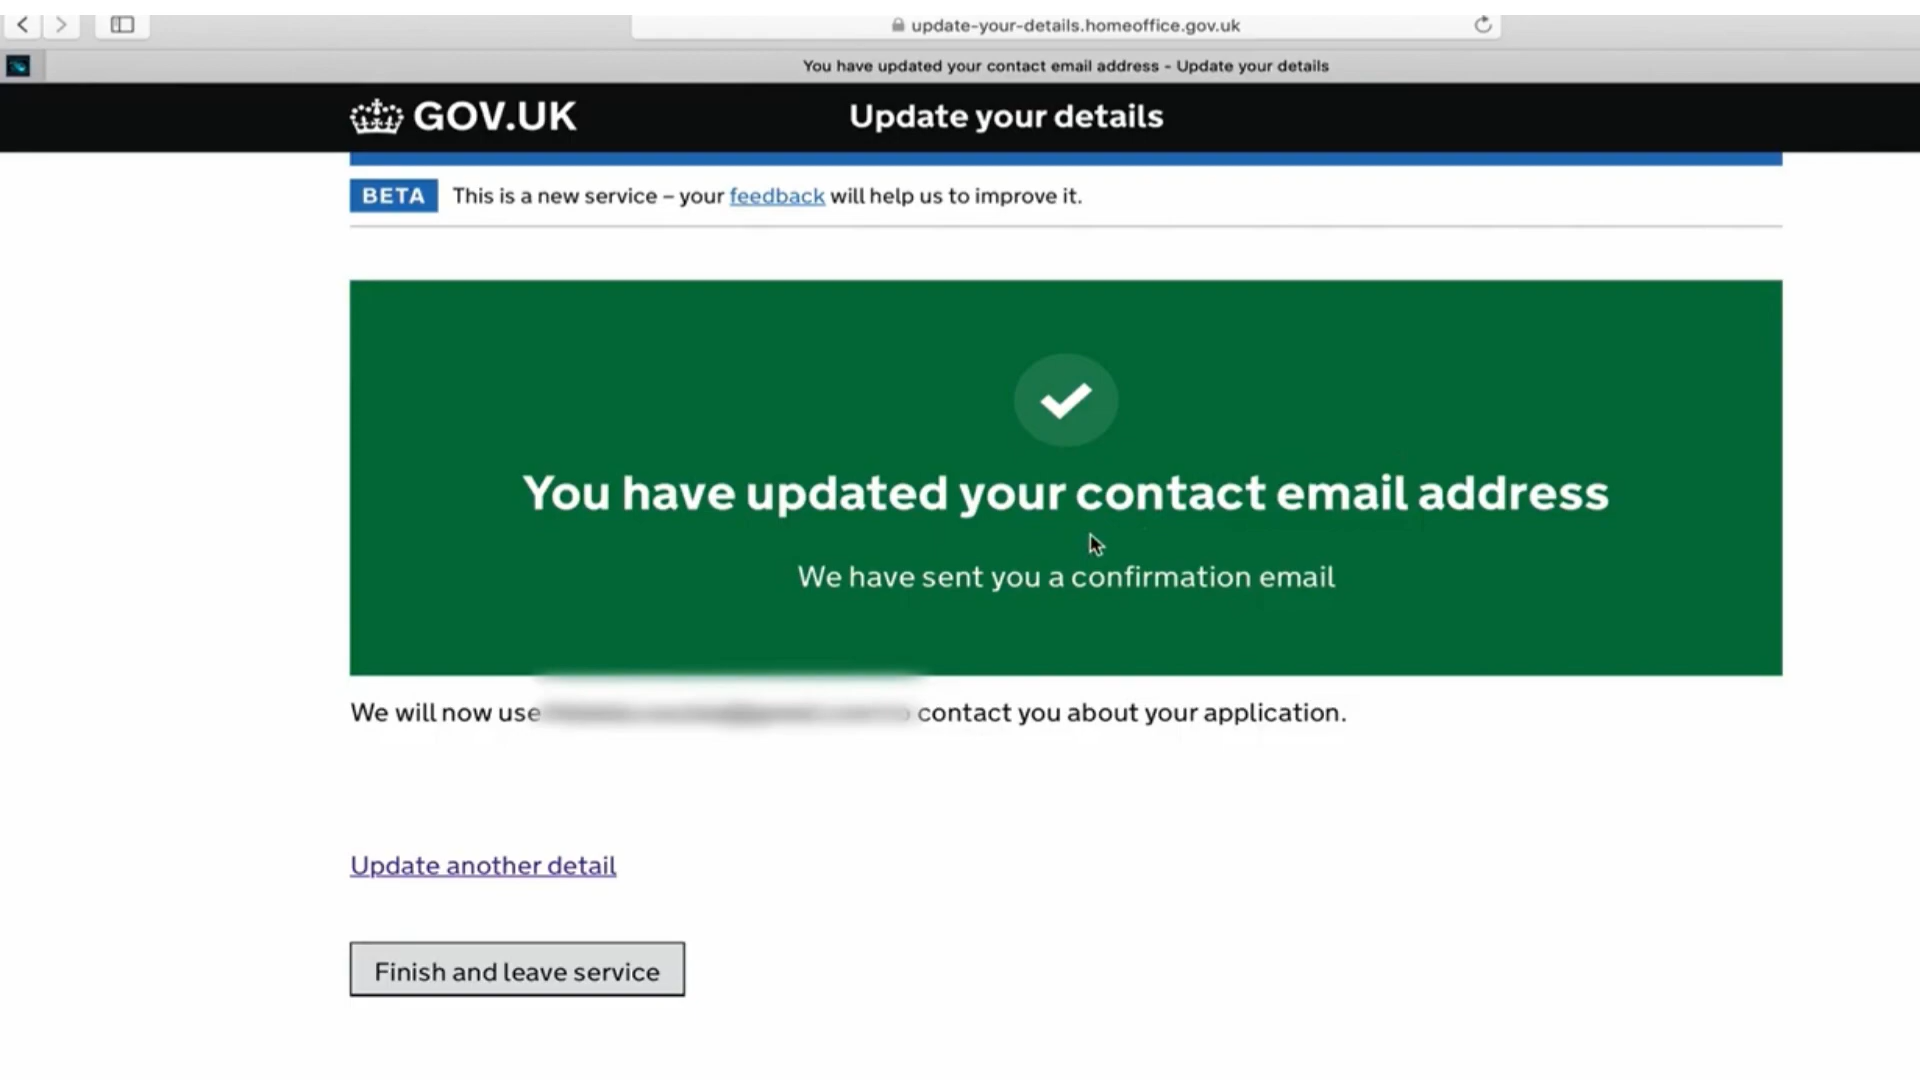 update-your-details.homeoffice.gov.uk
You have updated your contact email address - Update your details
GOV.UK Update your details
BETA This is a new service – your feedback will help us to improve it.
You have updated your contact email address
We have sent you a confirmation email
We will now use contact you about your application.
Update another detail
Finish and leave service